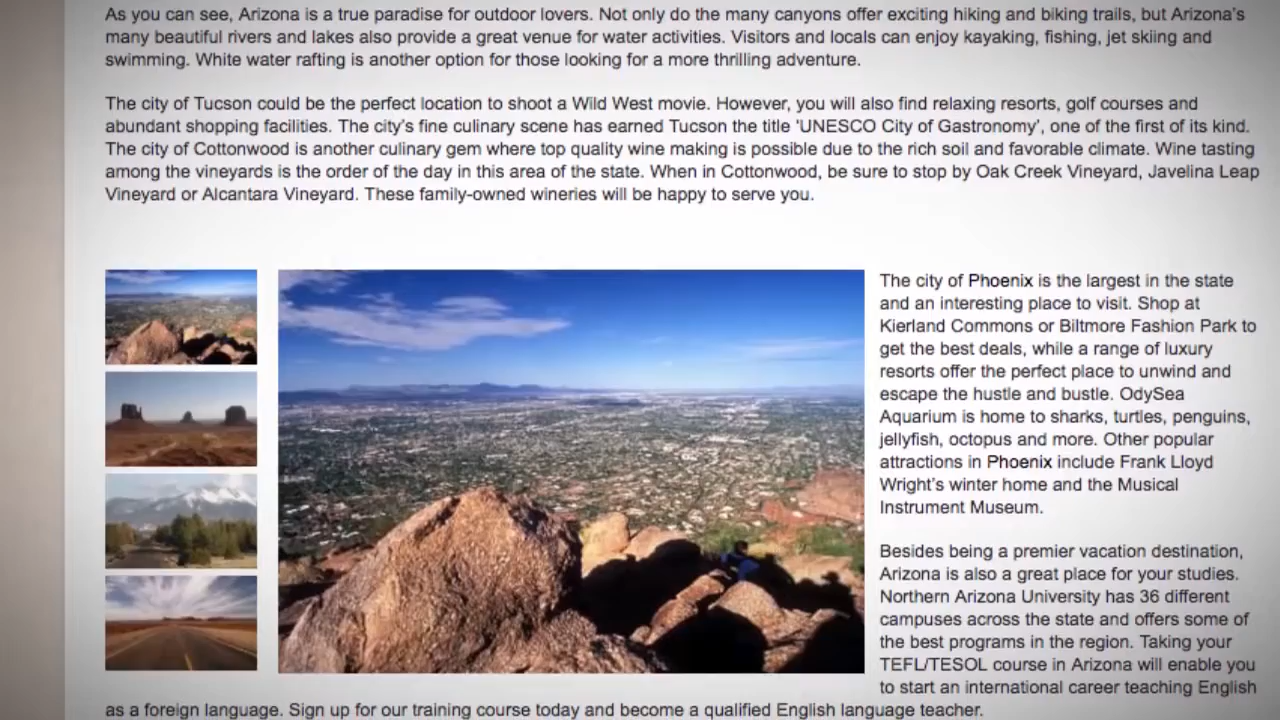 As you can see, Arizona is a true paradise for outdoor lovers. Not only do the many canyons offer exciting hiking and biking trails, but Arizona's
many beautiful rivers and lakes also provide a great venue for water activities. Visitors and locals can enjoy kayaking, fishing, jet skiing and
swimming. White water rafting is another option for those looking for a more thrilling adventure.
The city of Tucson could be the perfect location to shoot a Wild West movie. However, you will also find relaxing resorts, golf courses and
abundant shopping facilities. The city's fine culinary scene has earned Tucson the title 'UNESCO City of Gastronomy', one of the first of its kind.
The city of Cottonwood is another culinary gem where top quality wine making is possible due to the rich soil and favorable climate. Wine tasting
among the vineyards is the order of the day in this area of the state. When in Cottonwood, be sure to stop by Oak Creek Vineyard, Javelina Leap
Vineyard or Alcantara Vineyard. These family-owned wineries will be happy to serve you.
The city of Phoenix is the largest in the state
and an interesting place to visit. Shop at
Kierland Commons or Biltmore Fashion Park to
get the best deals, while a range of luxury
resorts offer the perfect place to unwind and
escape the hustle and bustle. OdySea
Aquarium is home to sharks, turtles, penguins,
jellyfish, octopus and more. Other popular
attractions in Phoenix include Frank Lloyd
Wright's winter home and the Musical
Instrument Museum.
Besides being a premier vacation destination,
Arizona is also a great place for your studies.
Northern Arizona University has 36 different
campuses across the state and offers some of
the best programs in the region. Taking your
TEFL/TESOL course in Arizona will enable you
to start an international career teaching English
as a foreign language. Sign up for our training course today and become a qualified English language teacher.